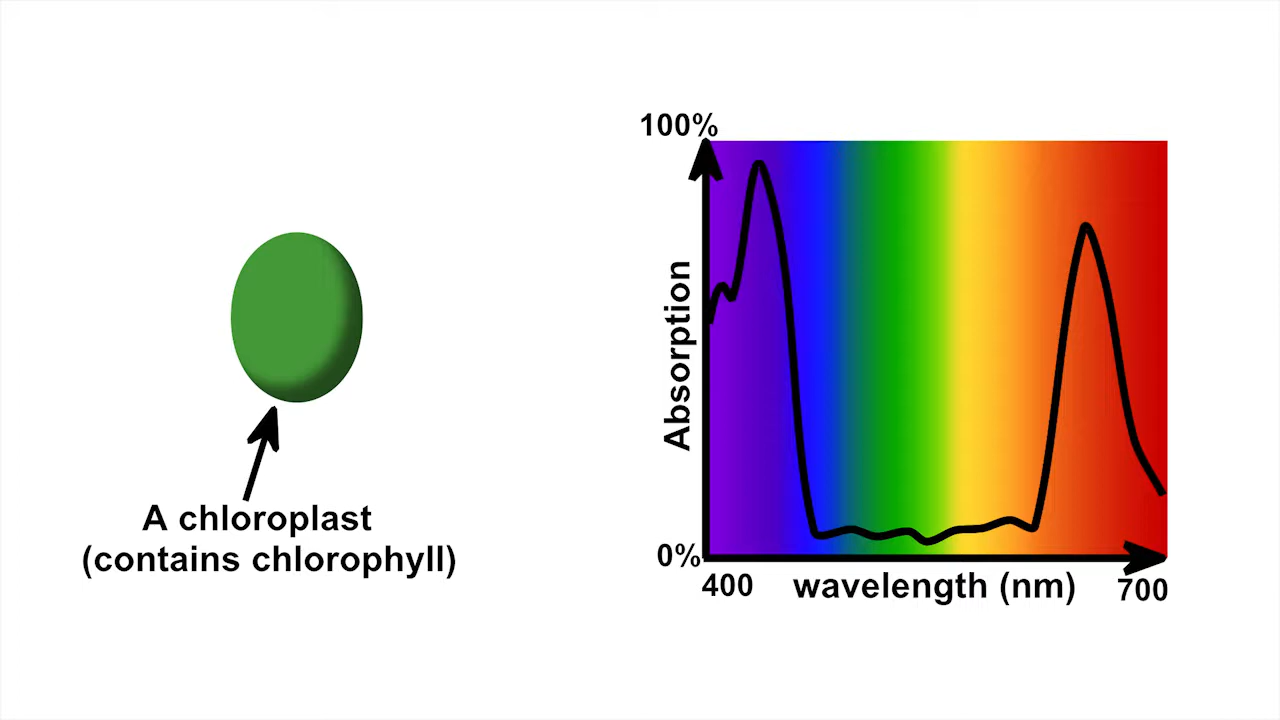 A chloroplast
(contains chlorophyll)
100%
Absorption
0%
400
wavelength (nm)
700